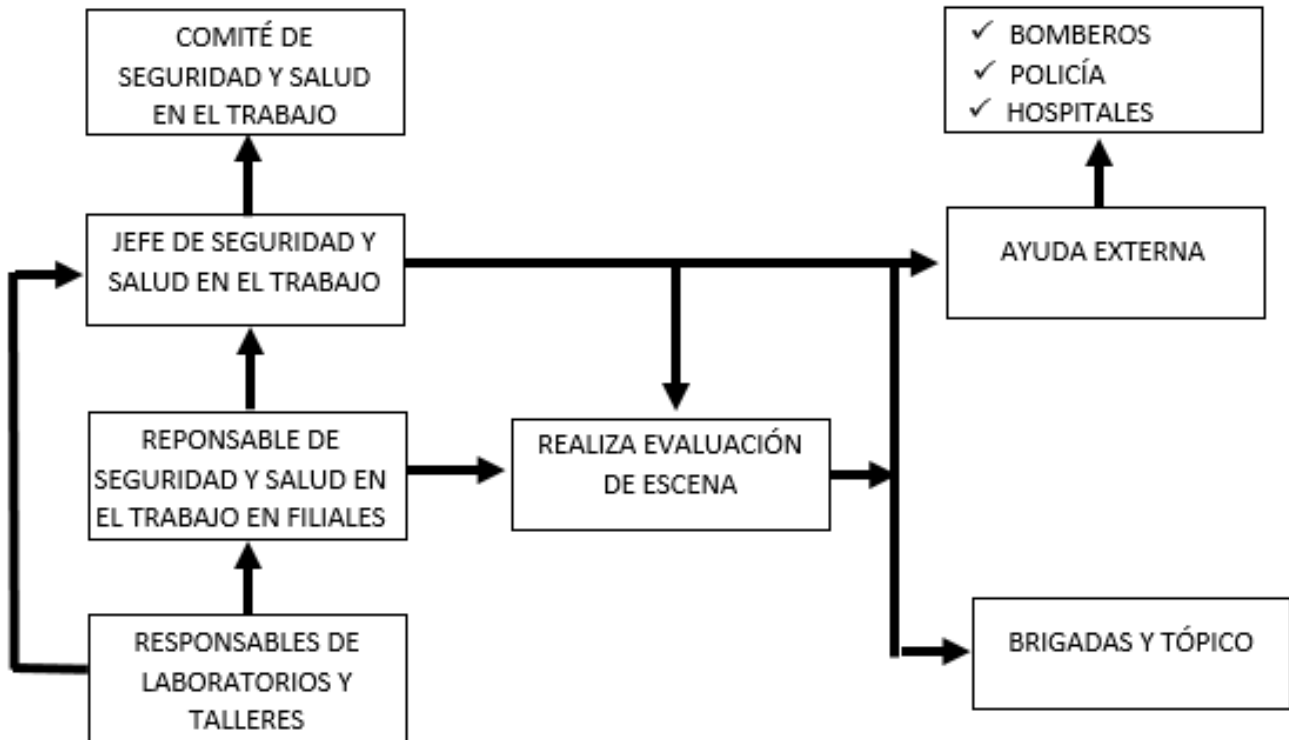 COMITÉ DE
SEGURIDAD Y SALUD
EN EL TRABAJO
✓ BOMBEROS
✓ POLICÍA
✓ HOSPITALES
JEFE DE SEGURIDAD Y
SALUD EN EL TRABAJO
AYUDA EXTERNA
REPONSABLE DE
SEGURIDAD Y SALUD EN
EL TRABAJO EN FILIALES
REALIZA EVALUACIÓN
DE ESCENA
RESPONSABLES DE
LABORATORIOS Y
TALLERES
BRIGADAS Y TÓPICO